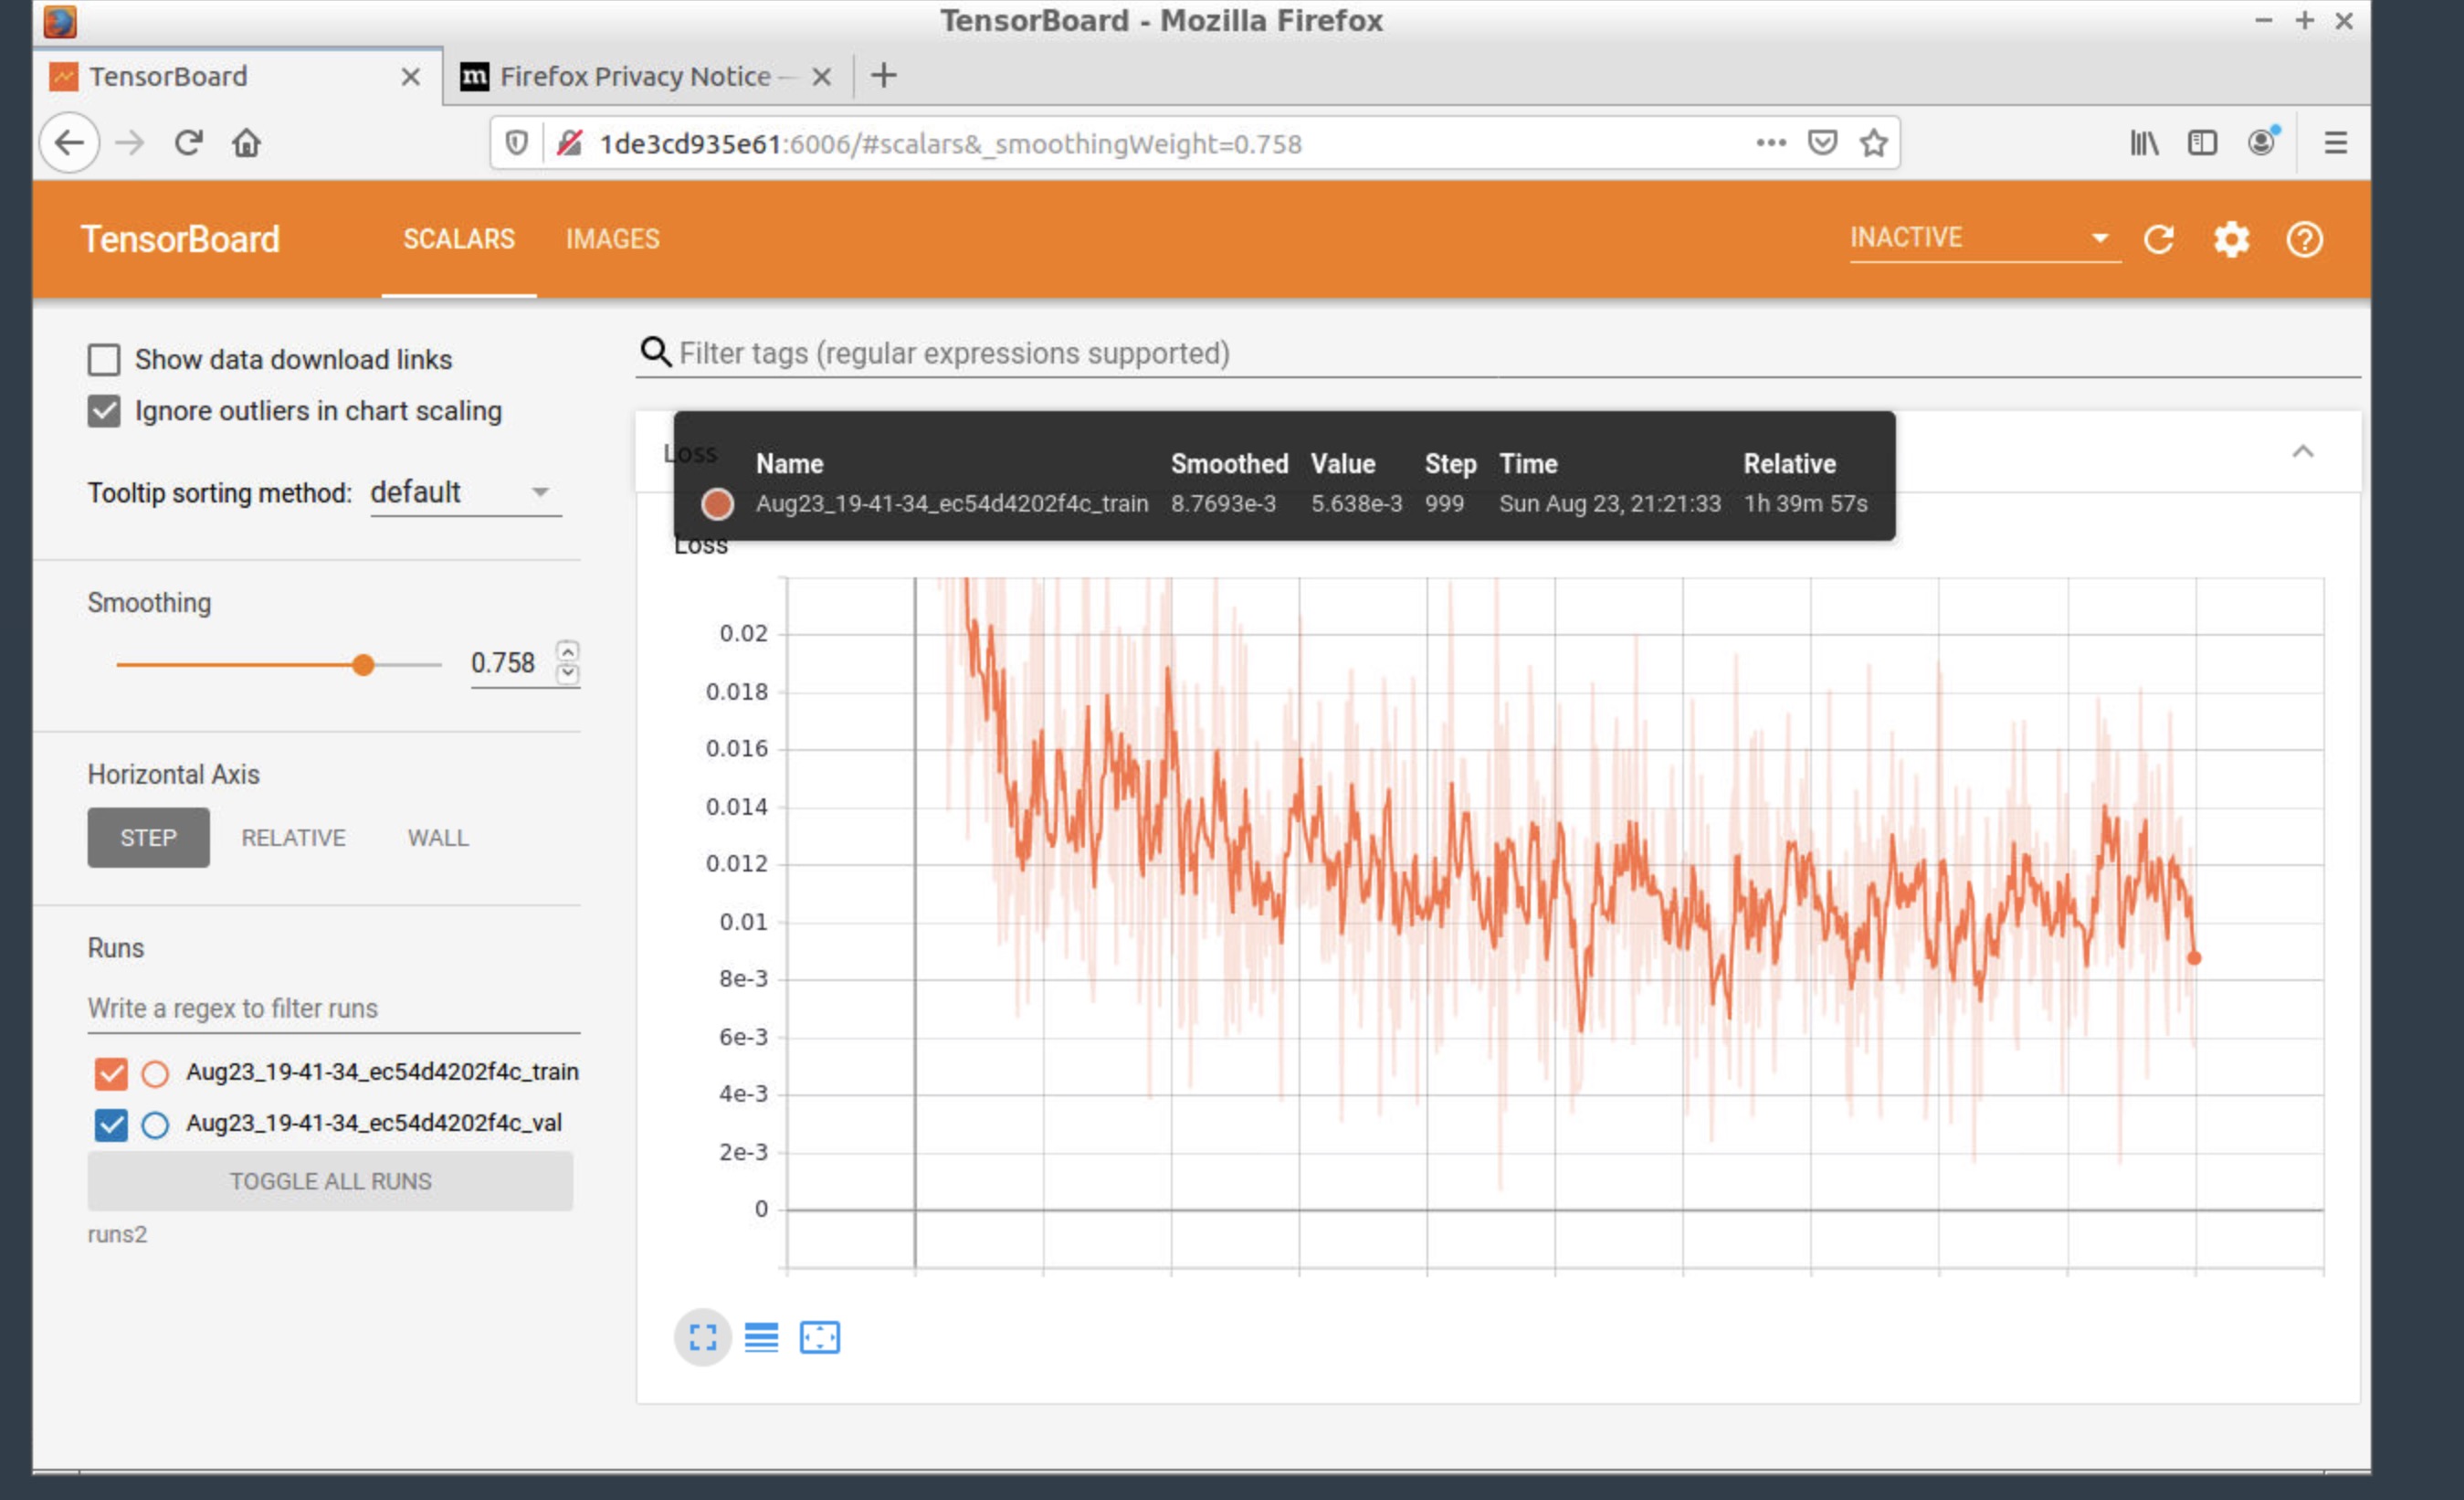 TensorBoard - Mozilla Firefox
TensorBoard
m Firefox Privacy Notice —
1de3cd935e61:6006/#scalars&_smoothingWeight=0.758
TensorBoard SCALARS IMAGES INACTIVE
Show data download links
Ignore outliers in chart scaling
Tooltip sorting method: default
Smoothing
0.758
Horizontal Axis
STEP RELATIVE WALL
Runs
Write a regex to filter runs
Aug23_19-41-34_ec54d4202f4c_train
Aug23_19-41-34_ec54d4202f4c_val
TOGGLE ALL RUNS
runs2
Filter tags (regular expressions supported)
Loss
Name Smoothed Value Step Time Relative
Aug23_19-41-34_ec54d4202f4c_train 8.7693e-3 5.638e-3 999 Sun Aug 23, 21:21:33 1h 39m 57s
Loss
0.02
0.018
0.016
0.014
0.012
0.01
8e-3
6e-3
4e-3
2e-3
0